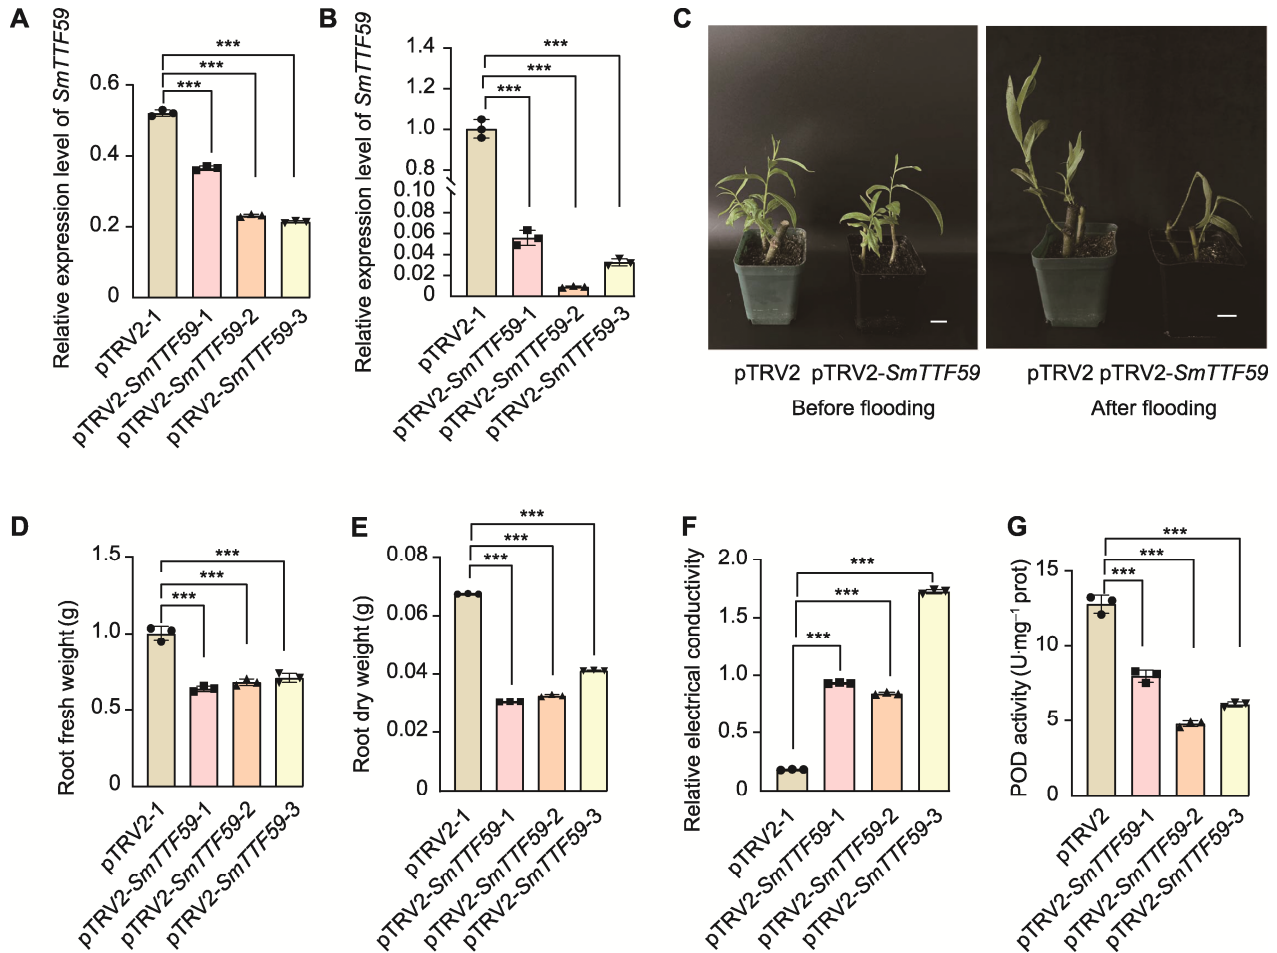 A
Relative expression level of SmTTF59
0.6
0.4
0.2
0
***
***
***
pTRV2-1
pTRV2-SmTTF59-1
pTRV2-SmTTF59-2
pTRV2-SmTTF59-3
B
Relative expression level of SmTTF59
1.4
1.2
1.0
0.8
0.10
0.08
0.06
0.04
0.02
0
***
***
***
pTRV2-1
pTRV2-SmTTF59-1
pTRV2-SmTTF59-2
pTRV2-SmTTF59-3
C
pTRV2 pTRV2-SmTTF59
Before flooding
pTRV2 pTRV2-SmTTF59
After flooding
D
Root fresh weight (g)
1.5
1.0
0.5
0
***
***
***
pTRV2-1
pTRV2-SmTTF59-1
pTRV2-SmTTF59-2
pTRV2-SmTTF59-3
E
Root dry weight (g)
0.08
0.06
0.04
0.02
0
***
***
***
pTRV2-1
pTRV2-SmTTF59-1
pTRV2-SmTTF59-2
pTRV2-SmTTF59-3
F
Relative electrical conductivity
2.0
1.5
1.0
0.5
0
***
***
***
pTRV2-1
pTRV2-SmTTF59-1
pTRV2-SmTTF59-2
pTRV2-SmTTF59-3
G
POD activity (U·mg⁻¹ prot)
15
10
5
0
***
***
***
pTRV2
pTRV2-SmTTF59-1
pTRV2-SmTTF59-2
pTRV2-SmTTF59-3